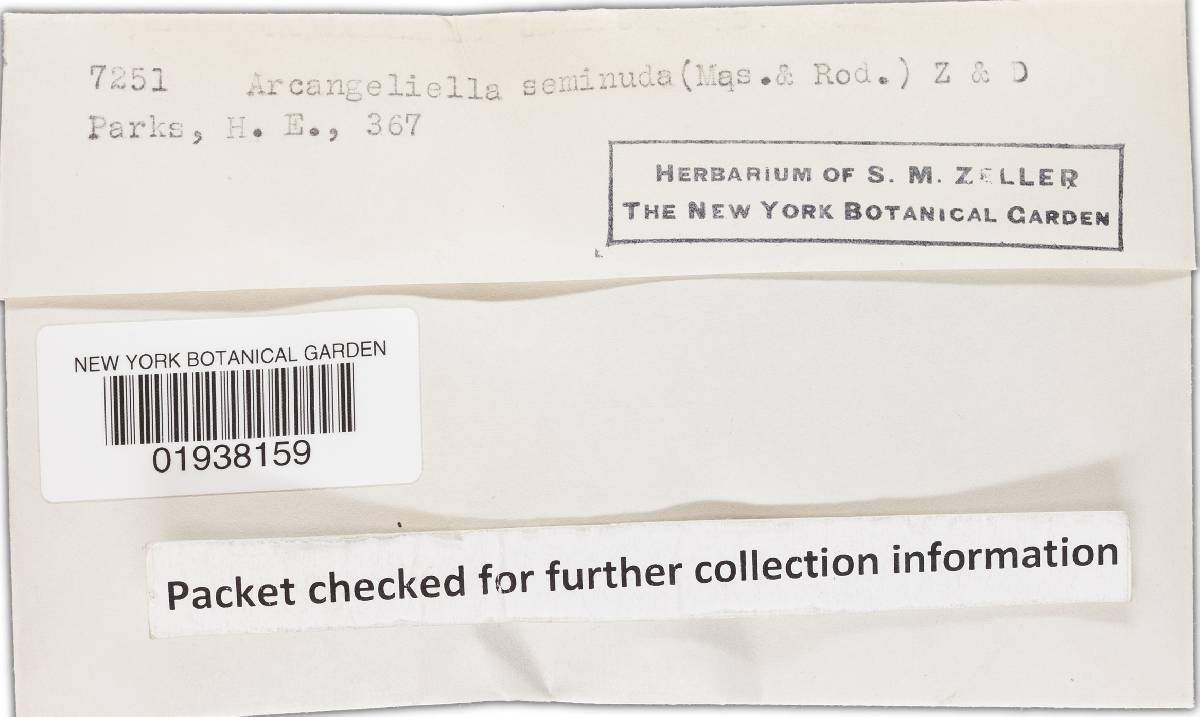 7251 Arcangeliella seminuda (Mas.& Rod.) Z & D
Parks, H. E., 367
HERBARIUM OF S. M. ZELLER
THE NEW YORK BOTANICAL GARDEN
NEW YORK BOTANICAL GARDEN
01938159
Packet checked for further collection information